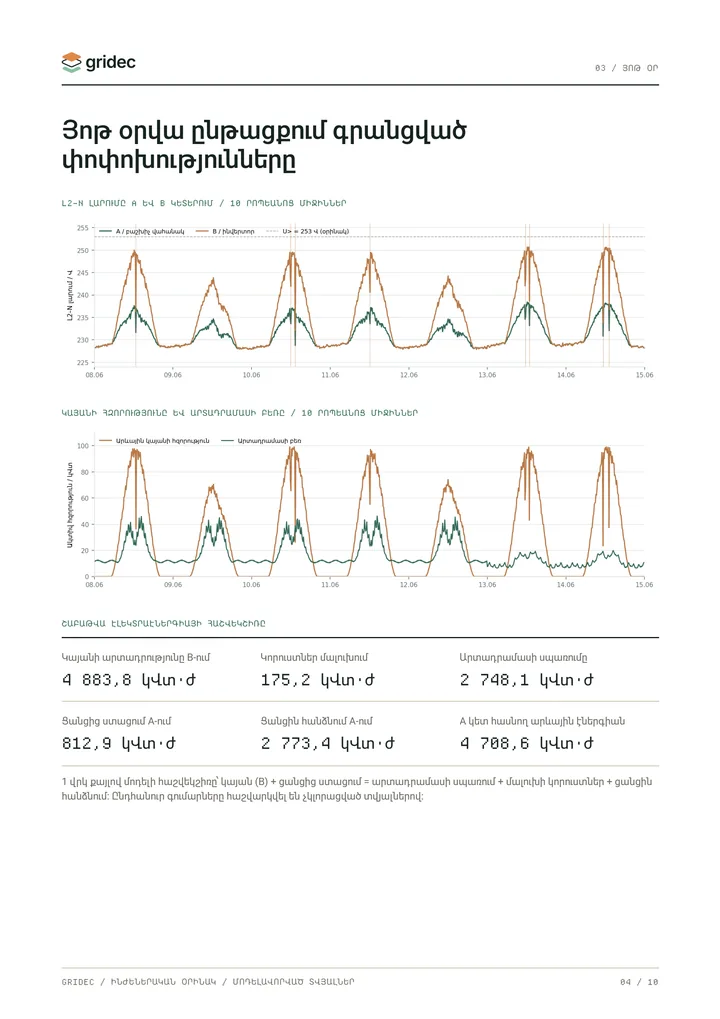 gridec
03 / ՅՈԹ ՕՐ
Յոթ օրվա ընթացքում գրանցված
փոփոխությունները
L2–N ԼԱՐՈՒՄԸ A ԵՎ B ԿԵՏԵՐՈՒՄ / 10 ՐՈՊԵԱՆՈՑ ՄԻՋԻՆՆԵՐ
A / բաշխիչ վահանակ
B / ինվերտոր
U> = 253 Վ (օրինակ)
L2–N լարում / Վ
255
250
245
240
235
230
225
08.06 09.06 10.06 11.06 12.06 13.06 14.06 15.06
ԿԱՅԱՆԻ ՀԶՈՐՈՒԹՅՈՒՆԸ ԵՎ ԱՐՏԱԴՐԱՄԱՍԻ ԲԵՌԸ / 10 ՐՈՊԵԱՆՈՑ ՄԻՋԻՆՆԵՐ
Արևային կայանի հզորություն
Արտադրամասի բեռ
Ակտիվ հզորություն / կՎտ
100
80
60
40
20
0
08.06 09.06 10.06 11.06 12.06 13.06 14.06 15.06
ՇԱԲԱԹՎԱ ԷԼԵԿՏՐԱԷՆԵՐԳԻԱՅԻ ՀԱՇՎԵԿՇԻՌԸ
Կայանի արտադրությունը B-ում
4 883,8 կՎտ·ժ
Կորուստներ մալուխում
175,2 կՎտ·ժ
Արտադրամասի սպառումը
2 748,1 կՎտ·ժ
Ցանցից ստացում A-ում
812,9 կՎտ·ժ
Ցանցին հանձնում A-ում
2 773,4 կՎտ·ժ
A կետ հասնող արևային էներգիան
4 708,6 կՎտ·ժ
1 վրկ քայլով մոդելի հաշվեկշիռը՝ կայան (B) + ցանցից ստացում = արտադրամասի սպառում + մալուխի կորուստներ + ցանցին
հանձնում։ Ընդհանուր գումարները հաշվարկվել են չկլորացված տվյալներով։
GRIDEC / ԻՆԺԵՆԵՐԱԿԱՆ ՕՐԻՆԱԿ / ՄՈԴԵԼԱՎՈՐՎԱԾ ՏՎՅԱԼՆԵՐ
04 / 10